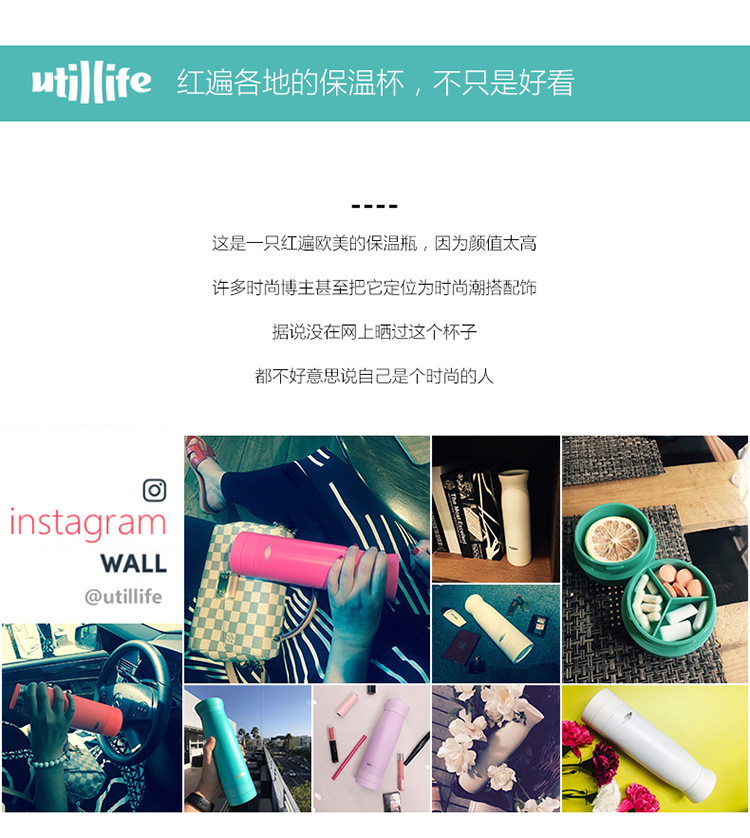 utillife 红遍各地的保温杯，不只是好看
----
这是一只红遍欧美的保温瓶，因为颜值太高
许多时尚博主甚至把它定位为时尚潮搭配饰
据说没在网上晒过这个杯子
都不好意思说自己是个时尚的人
instagram
WALL
@utillife